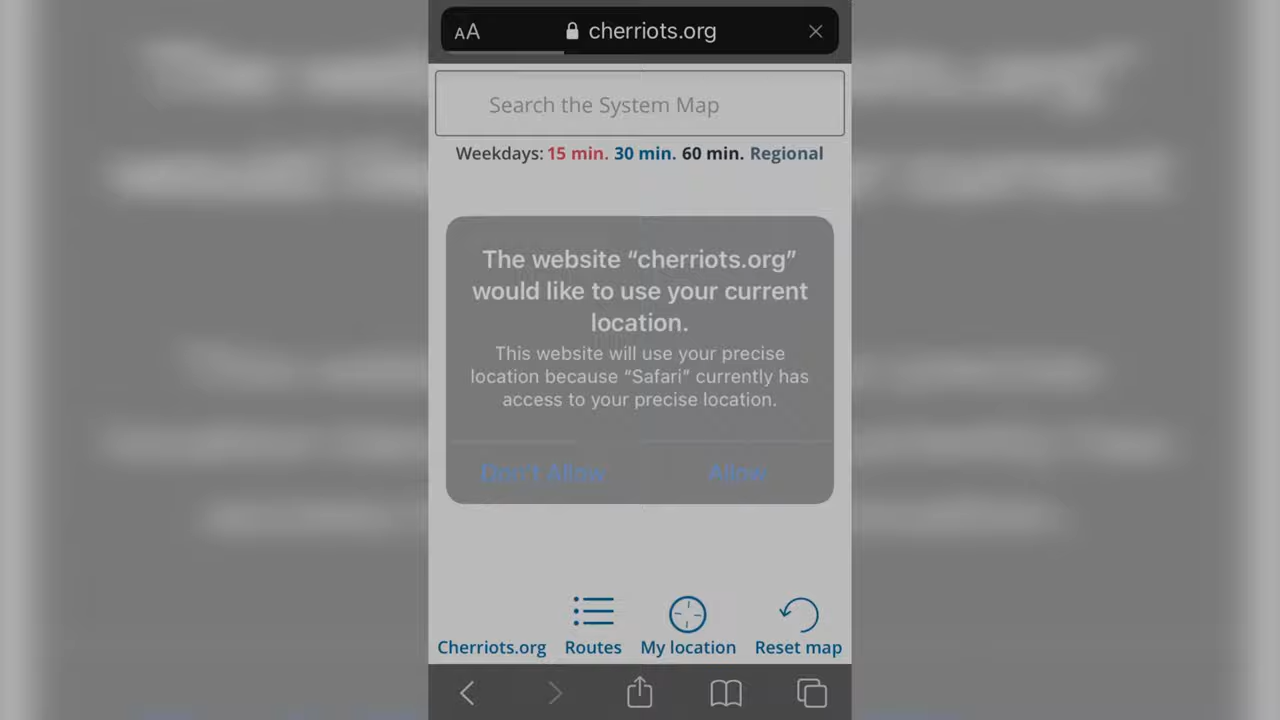 AA cherriots.org
Search the System Map
Weekdays: 15 min. 30 min. 60 min. Regional
The website “cherriots.org”
would like to use your current
location.
This website will use your precise
location because “Safari” currently has
access to your precise location.
Don’t Allow Allow
Cherriots.org Routes My location Reset map